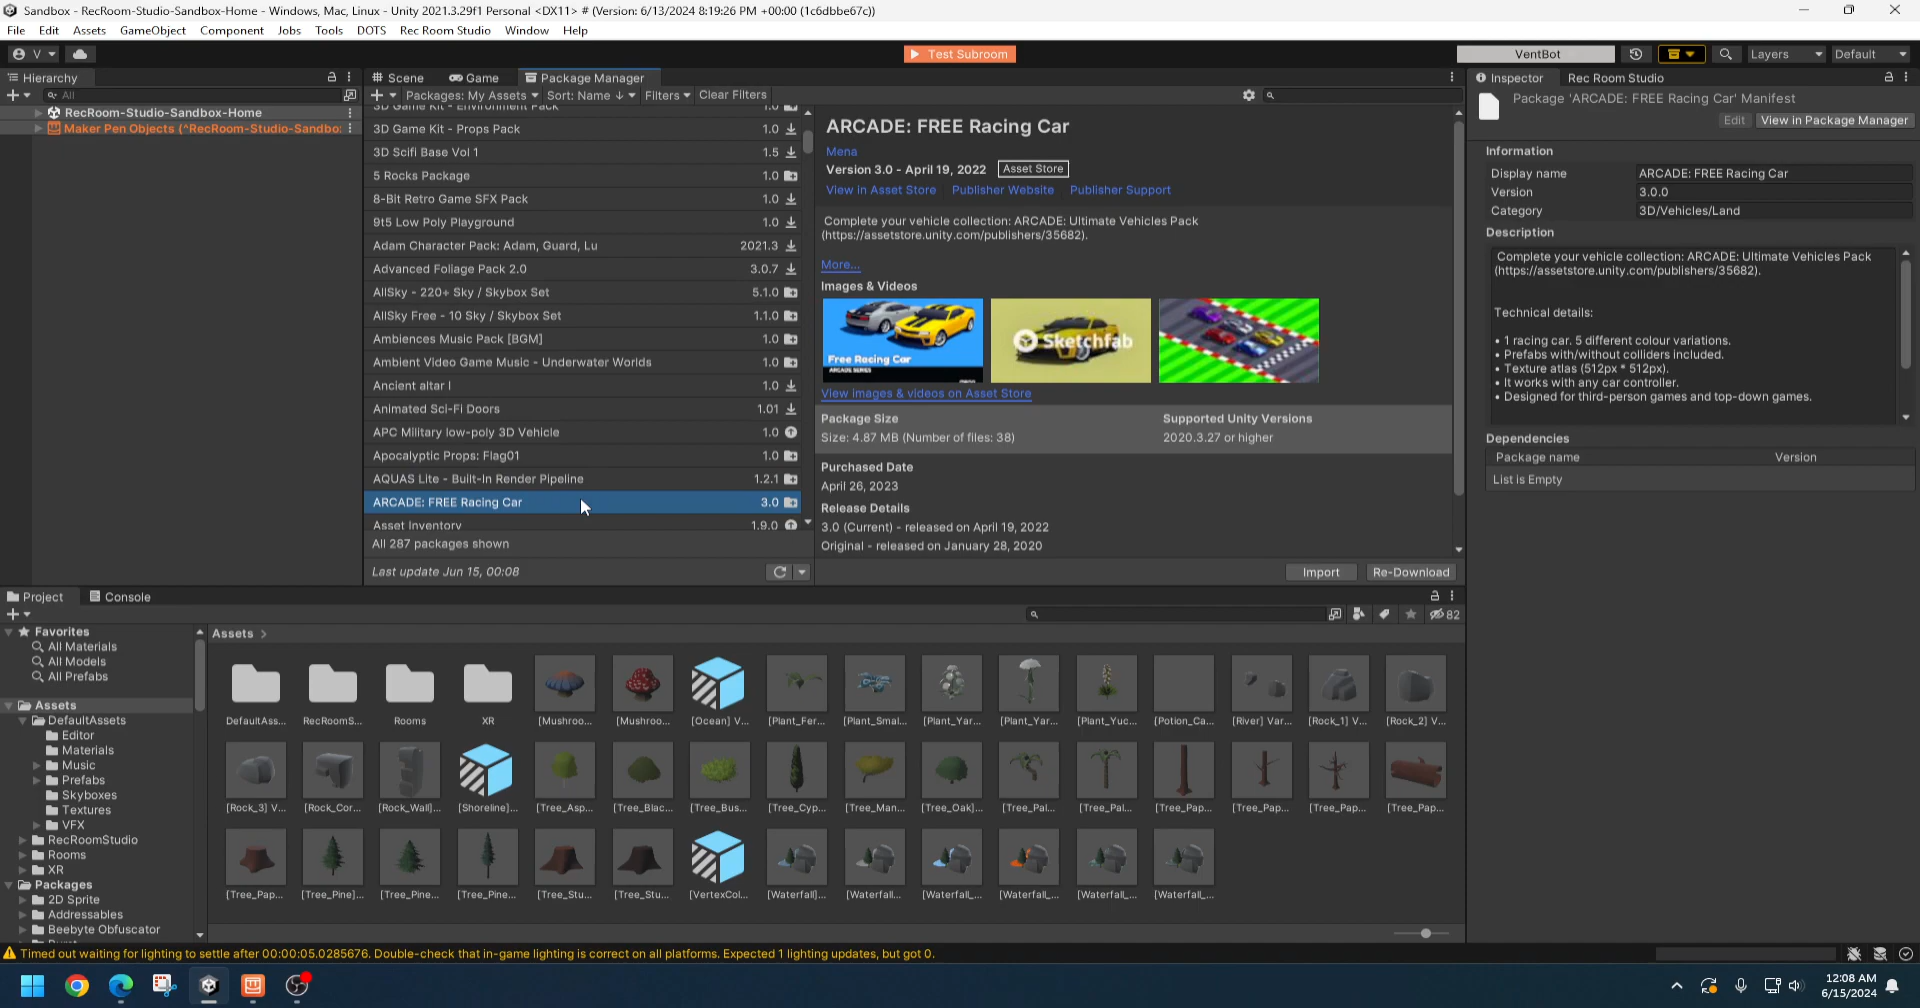 Sandbox - RecRoom-Studio-Sandbox-Home - Windows, Mac, Linux - Unity 2021.3.29f1 Personal <DX11> # (Version: 6/13/2024 8:19:26 PM +00:00 (1c6dbbe67c))
File Edit Assets GameObject Component Jobs Tools DOTS Rec Room Studio Window Help
V
Test Subroom
VentBot
Layers
Default
Hierarchy
All
RecRoom-Studio-Sandbox-Home
Maker Pen Objects (^RecRoom-Studio-Sandbo:
Scene Game Package Manager
Packages: My Assets Sort: Name ↓ Filters Clear Filters
3D Game Kit - Environment Pack 1.0
3D Game Kit - Props Pack 1.0
3D Scifi Base Vol 1 1.5
5 Rocks Package 1.0
8-Bit Retro Game SFX Pack 1.0
9t5 Low Poly Playground 1.0
Adam Character Pack: Adam, Guard, Lu 2021.3
Advanced Foliage Pack 2.0 3.0.7
AllSky - 220+ Sky / Skybox Set 5.1.0
AllSky Free - 10 Sky / Skybox Set 1.1.0
Ambiences Music Pack [BGM] 1.0
Ambient Video Game Music - Underwater Worlds 1.0
Ancient altar I 1.0
Animated Sci-Fi Doors 1.01
APC Military low-poly 3D Vehicle 1.0
Apocalyptic Props: Flag01 1.0
AQUAS Lite - Built-In Render Pipeline 1.2.1
ARCADE: FREE Racing Car 3.0
Asset Inventory 1.9.0
All 287 packages shown
Last update Jun 15, 00:08
ARCADE: FREE Racing Car
Mena
Version 3.0 - April 19, 2022 Asset Store
View in Asset Store Publisher Website Publisher Support
Complete your vehicle collection: ARCADE: Ultimate Vehicles Pack
(https://assetstore.unity.com/publishers/35682).
More...
Images & Videos
Free Racing Car
ARCADE SERIES
Sketchfab
View images & videos on Asset Store
Package Size Supported Unity Versions
Size: 4.87 MB (Number of files: 38) 2020.3.27 or higher
Purchased Date
April 26, 2023
Release Details
3.0 (Current) - released on April 19, 2022
Original - released on January 28, 2020
Import Re-Download
Inspector Rec Room Studio
Package 'ARCADE: FREE Racing Car' Manifest
Edit View in Package Manager
Information
Display name ARCADE: FREE Racing Car
Version 3.0.0
Category 3D/Vehicles/Land
Description
Complete your vehicle collection: ARCADE: Ultimate Vehicles Pack
(https://assetstore.unity.com/publishers/35682).
Technical details:
• 1 racing car. 5 different colour variations.
• Prefabs with/without colliders included.
• Texture atlas (512px * 512px).
• It works with any car controller.
• Designed for third-person games and top-down games.
Dependencies
Package name Version
List is Empty
Project Console
82
Favorites
All Materials
All Models
All Prefabs
Assets
DefaultAssets
Editor
Materials
Music
Prefabs
Skyboxes
Textures
VFX
RecRoomStudio
Rooms
XR
Packages
2D Sprite
Addressables
Beebyte Obfuscator
Burst
Assets >
DefaultAss... RecRoomS... Rooms XR [Mushroo... [Mushroo... [Ocean] V... [Plant_Fer... [Plant_Smal... [Plant_Yar... [Plant_Yar... [Plant_Yuc... [Potion_Ca... [River] Var... [Rock_1] V... [Rock_2] V...
[Rock_3] V... [Rock_Cor... [Rock_Wall]... [Shoreline]... [Tree_Asp... [Tree_Blac... [Tree_Bus... [Tree_Cyp... [Tree_Man... [Tree_Oak]... [Tree_Pal... [Tree_Pal... [Tree_Pap... [Tree_Pap... [Tree_Pap... [Tree_Pap...
[Tree_Pap... [Tree_Pine]... [Tree_Pine... [Tree_Pine... [Tree_Stu... [Tree_Stu... [VertexCol... [Waterfall]... [Waterfall... [Waterfall_... [Waterfall_... [Waterfall_... [Waterfall_...
Timed out waiting for lighting to settle after 00:00:05.0285676. Double-check that in-game lighting is correct on all platforms. Expected 1 lighting updates, but got 0.
12:08 AM
6/15/2024